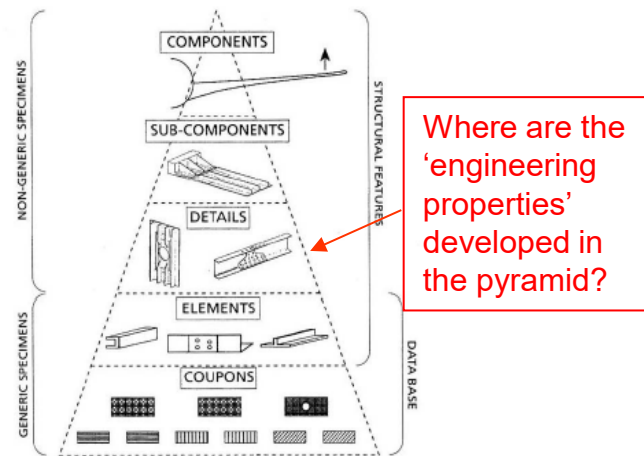 COMPONENTS
NON-GENERIC SPECIMENS
STRUCTURAL FEATURES
SUB-COMPONENTS
Where are the
‘engineering
properties’
developed in
the pyramid?
DETAILS
ELEMENTS
GENERIC SPECIMENS
DATA BASE
COUPONS